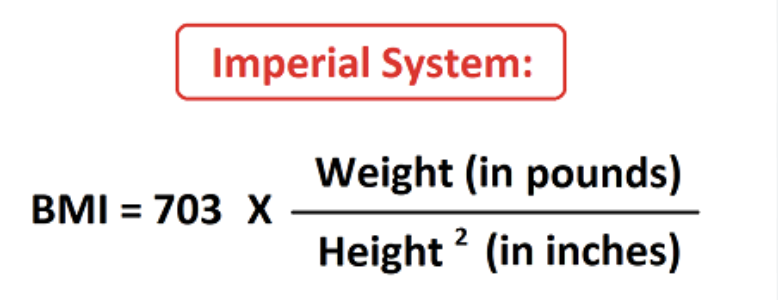 Imperial System:
BMI = 703 X Weight (in pounds)
Height ² (in inches)